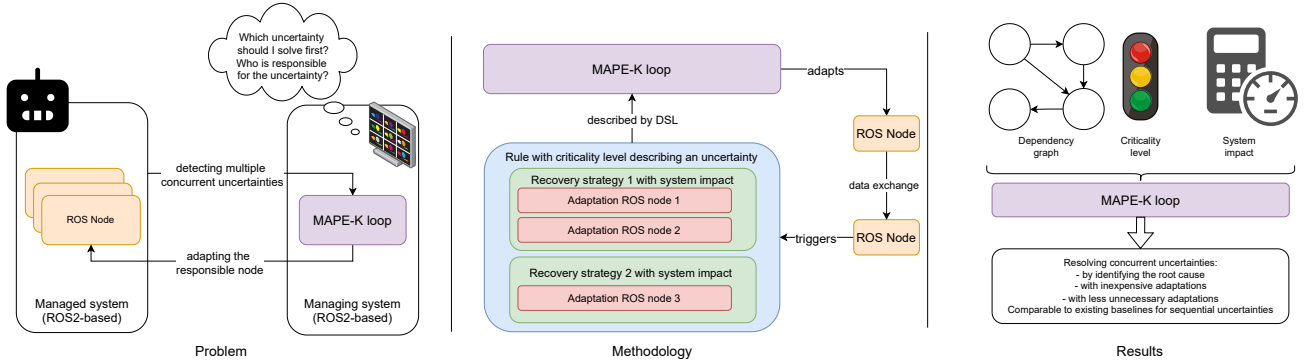 Which uncertainty
should I solve first?
Who is responsible
for the uncertainty?
detecting multiple
concurrent uncertainties
ROS Node
MAPE-K loop
adapting the
responsible node
Managed system
(ROS2-based)
Managing system
(ROS2-based)
Problem
MAPE-K loop
adapts
described by DSL
ROS Node
Rule with criticality level describing an uncertainty
Recovery strategy 1 with system impact
Adaptation ROS node 1
Adaptation ROS node 2
data exchange
triggers
ROS Node
Recovery strategy 2 with system impact
Adaptation ROS node 3
Methodology
Dependency
graph
Criticality
level
System
impact
MAPE-K loop
Resolving concurrent uncertainties:
- by identifying the root cause
- with inexpensive adaptations
- with less unnecessary adaptations
Comparable to existing baselines for sequential uncertainties
Results